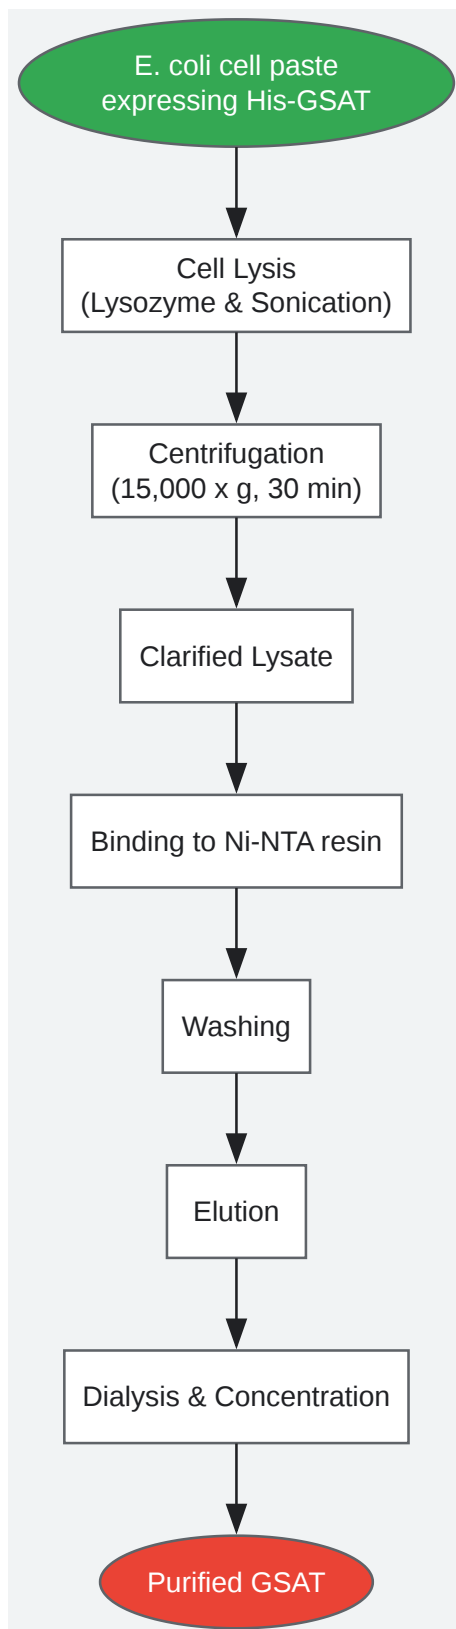 E. coli cell paste
expressing His-GSAT
Cell Lysis
(Lysozyme & Sonication)
Centrifugation
(15,000 x g, 30 min)
Clarified Lysate
Binding to Ni-NTA resin
Washing
Elution
Dialysis & Concentration
Purified GSAT